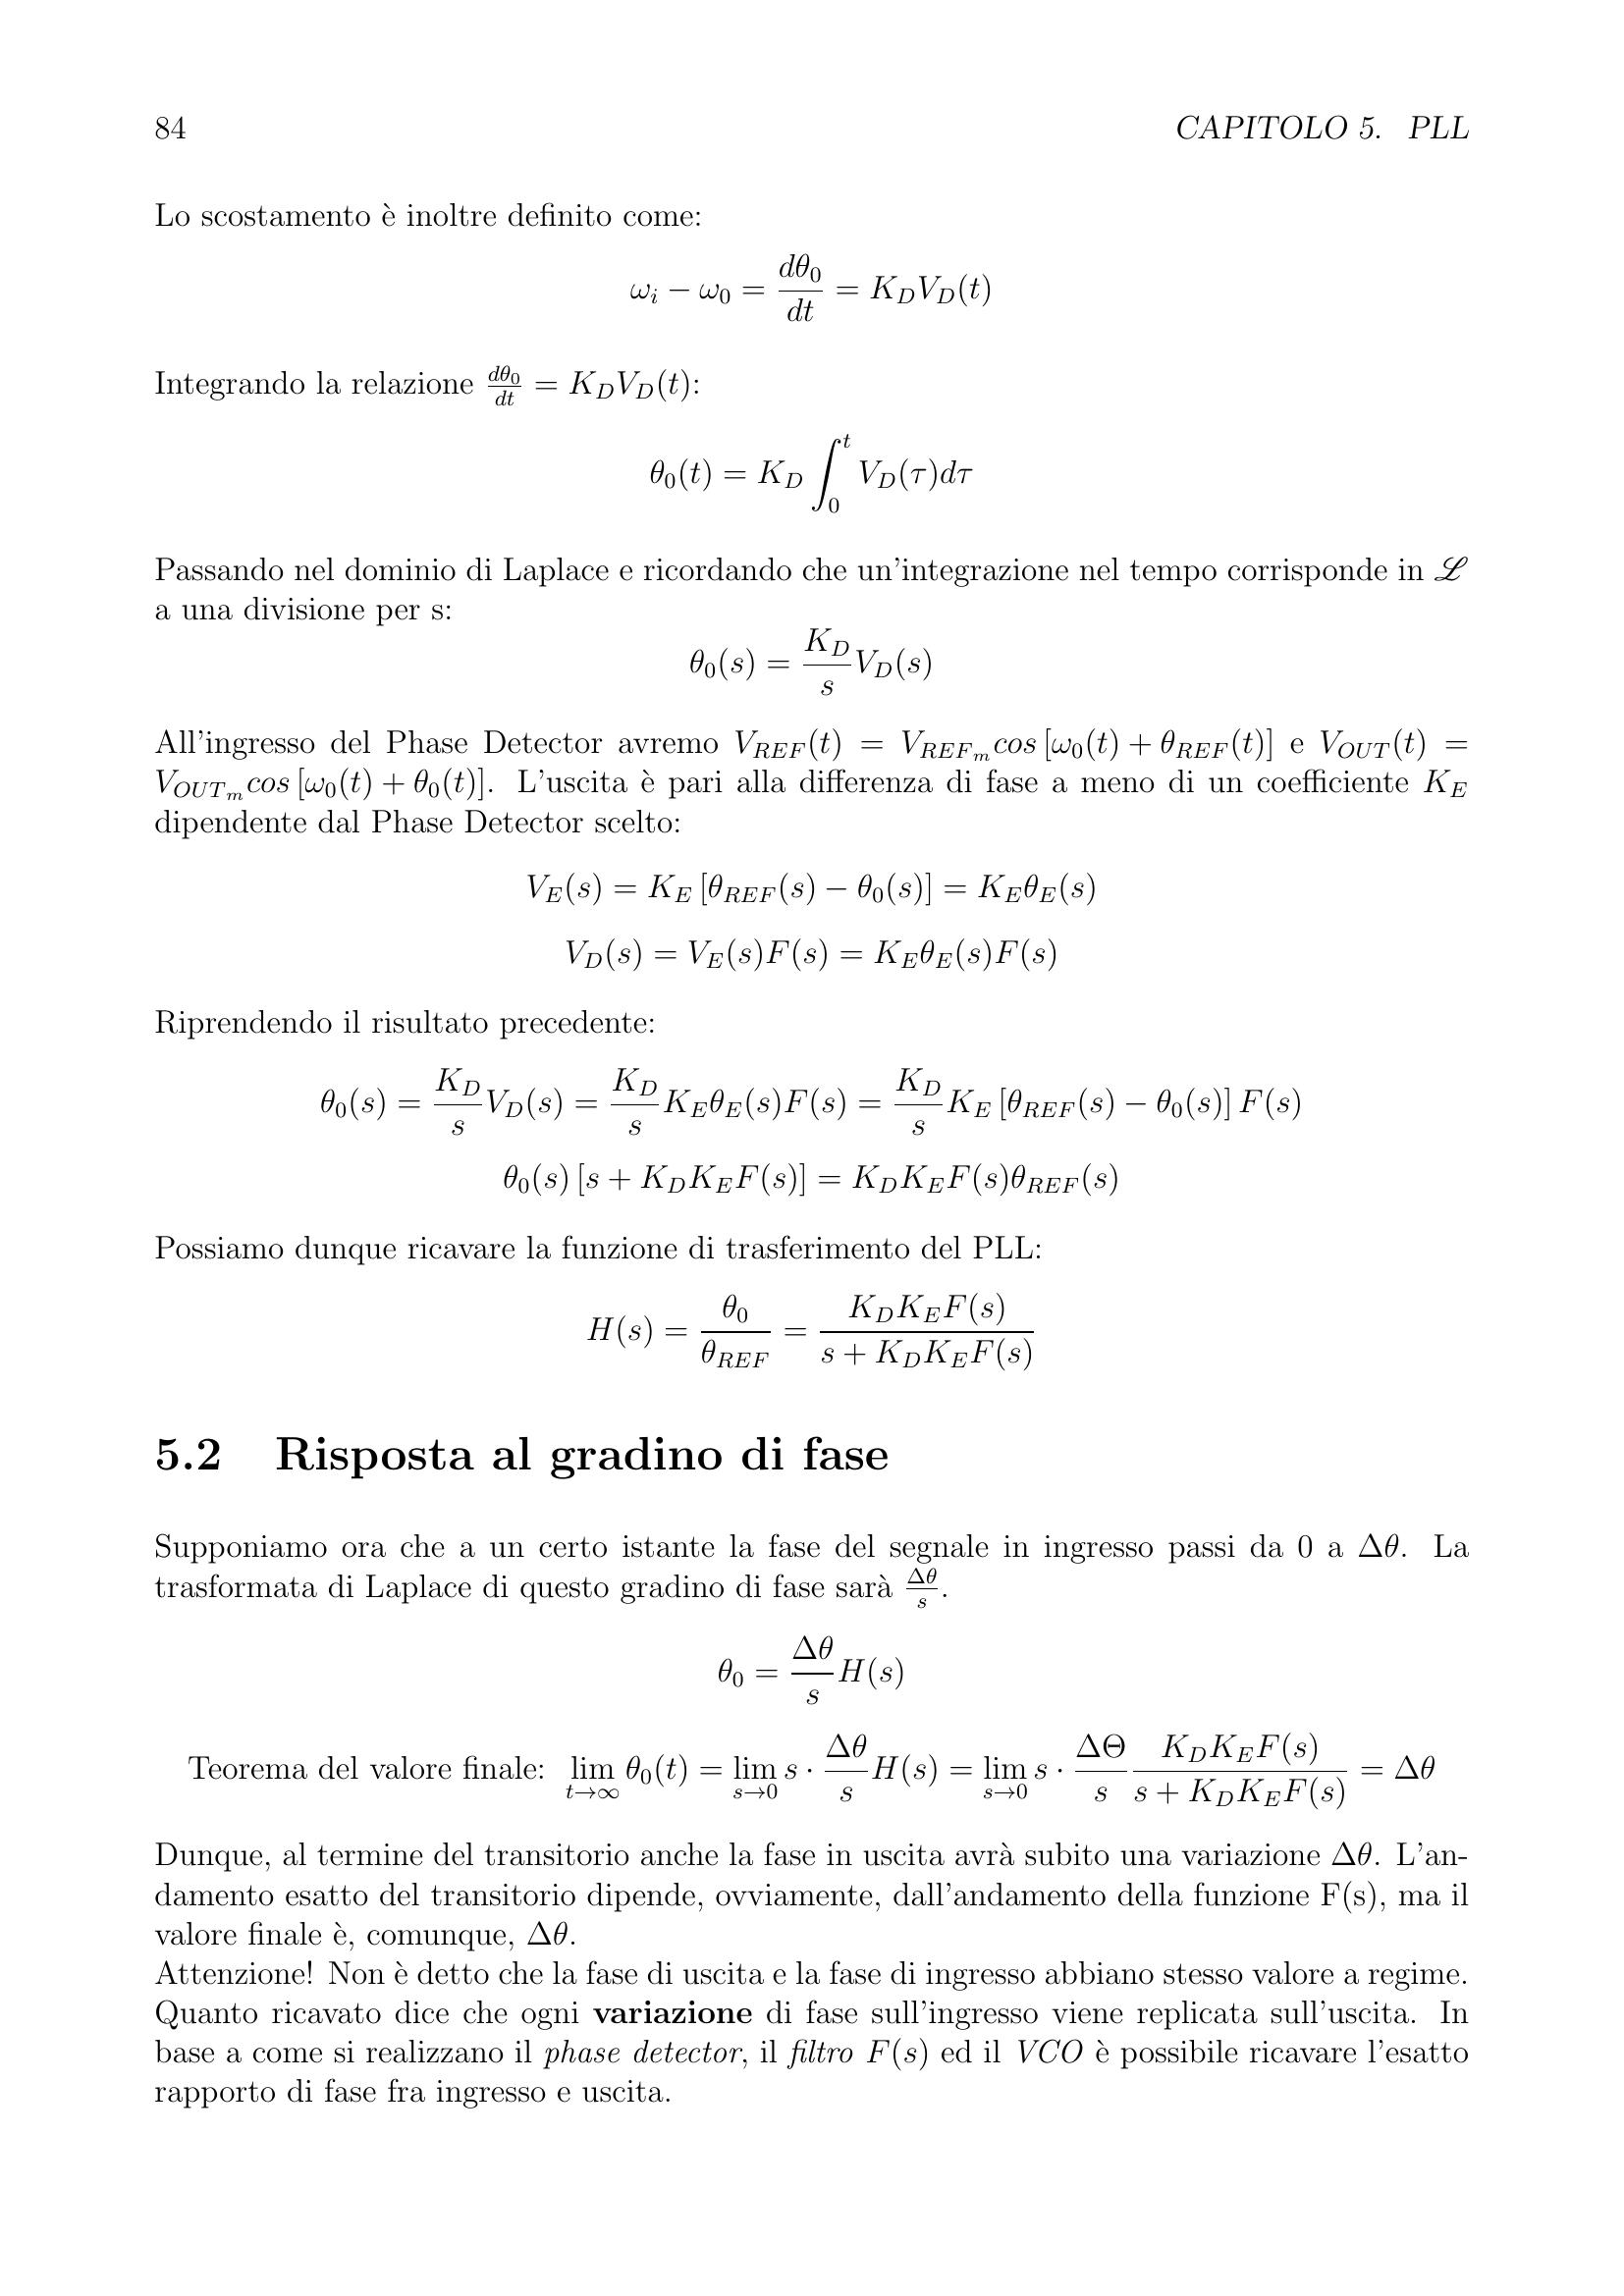 84 CAPITOLO 5. PLL
Lo scostamento è inoltre definito come:
$$\omega_i - \omega_0 = \frac{d\theta_0}{dt} = K_D V_D(t)$$
Integrando la relazione $\frac{d\theta_0}{dt} = K_D V_D(t)$:
$$\theta_0(t) = K_D \int_0^t V_D(\tau) d\tau$$
Passando nel dominio di Laplace e ricordando che un'integrazione nel tempo corrisponde in $\mathscr{L}$
a una divisione per s:
$$\theta_0(s) = \frac{K_D}{s} V_D(s)$$
All'ingresso del Phase Detector avremo $V_{REF}(t) = V_{REF_m} cos\left[\omega_0(t) + \theta_{REF}(t)\right]$ e $V_{OUT}(t) =$
$V_{OUT_m} cos\left[\omega_0(t) + \theta_0(t)\right]$. L'uscita è pari alla differenza di fase a meno di un coefficiente $K_E$
dipendente dal Phase Detector scelto:
$$V_E(s) = K_E\left[\theta_{REF}(s) - \theta_0(s)\right] = K_E \theta_E(s)$$
$$V_D(s) = V_E(s)F(s) = K_E \theta_E(s) F(s)$$
Riprendendo il risultato precedente:
$$\theta_0(s) = \frac{K_D}{s} V_D(s) = \frac{K_D}{s} K_E \theta_E(s) F(s) = \frac{K_D}{s} K_E\left[\theta_{REF}(s) - \theta_0(s)\right] F(s)$$
$$\theta_0(s)\left[s + K_D K_E F(s)\right] = K_D K_E F(s) \theta_{REF}(s)$$
Possiamo dunque ricavare la funzione di trasferimento del PLL:
$$H(s) = \frac{\theta_0}{\theta_{REF}} = \frac{K_D K_E F(s)}{s + K_D K_E F(s)}$$
5.2 Risposta al gradino di fase
Supponiamo ora che a un certo istante la fase del segnale in ingresso passi da 0 a $\Delta\theta$. La
trasformata di Laplace di questo gradino di fase sarà $\frac{\Delta\theta}{s}$.
$$\theta_0 = \frac{\Delta\theta}{s} H(s)$$
Teorema del valore finale: $\lim_{t \to \infty} \theta_0(t) = \lim_{s \to 0} s \cdot \frac{\Delta\theta}{s} H(s) = \lim_{s \to 0} s \cdot \frac{\Delta\Theta}{s} \frac{K_D K_E F(s)}{s + K_D K_E F(s)} = \Delta\theta$
Dunque, al termine del transitorio anche la fase in uscita avrà subito una variazione $\Delta\theta$. L'an-
damento esatto del transitorio dipende, ovviamente, dall'andamento della funzione F(s), ma il
valore finale è, comunque, $\Delta\theta$.
Attenzione! Non è detto che la fase di uscita e la fase di ingresso abbiano stesso valore a regime.
Quanto ricavato dice che ogni variazione di fase sull'ingresso viene replicata sull'uscita. In
base a come si realizzano il phase detector, il filtro $F(s)$ ed il VCO è possibile ricavare l'esatto
rapporto di fase fra ingresso e uscita.